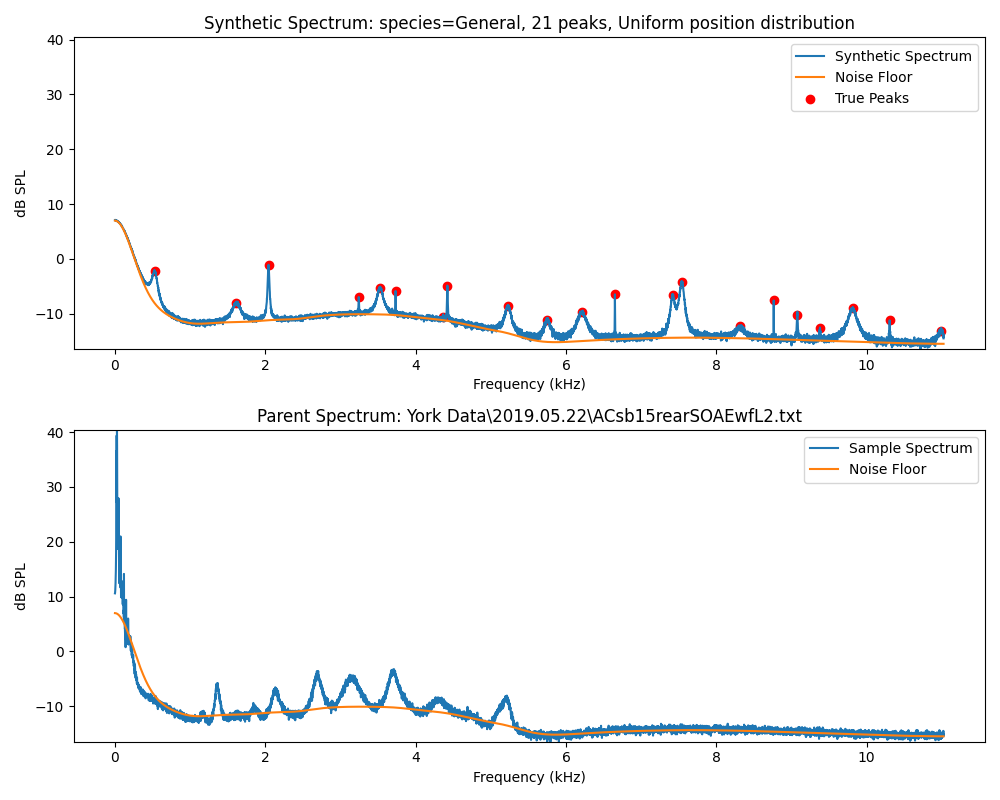 Synthetic Spectrum: species=General, 21 peaks, Uniform position distribution
40
30
20
10
0
−10
dB SPL
Synthetic Spectrum
Noise Floor
True Peaks
0 2 4 6 8 10
Frequency (kHz)
Parent Spectrum: York Data\2019.05.22\ACsb15rearSOAEwfL2.txt
40
30
20
10
0
−10
dB SPL
Sample Spectrum
Noise Floor
0 2 4 6 8 10
Frequency (kHz)